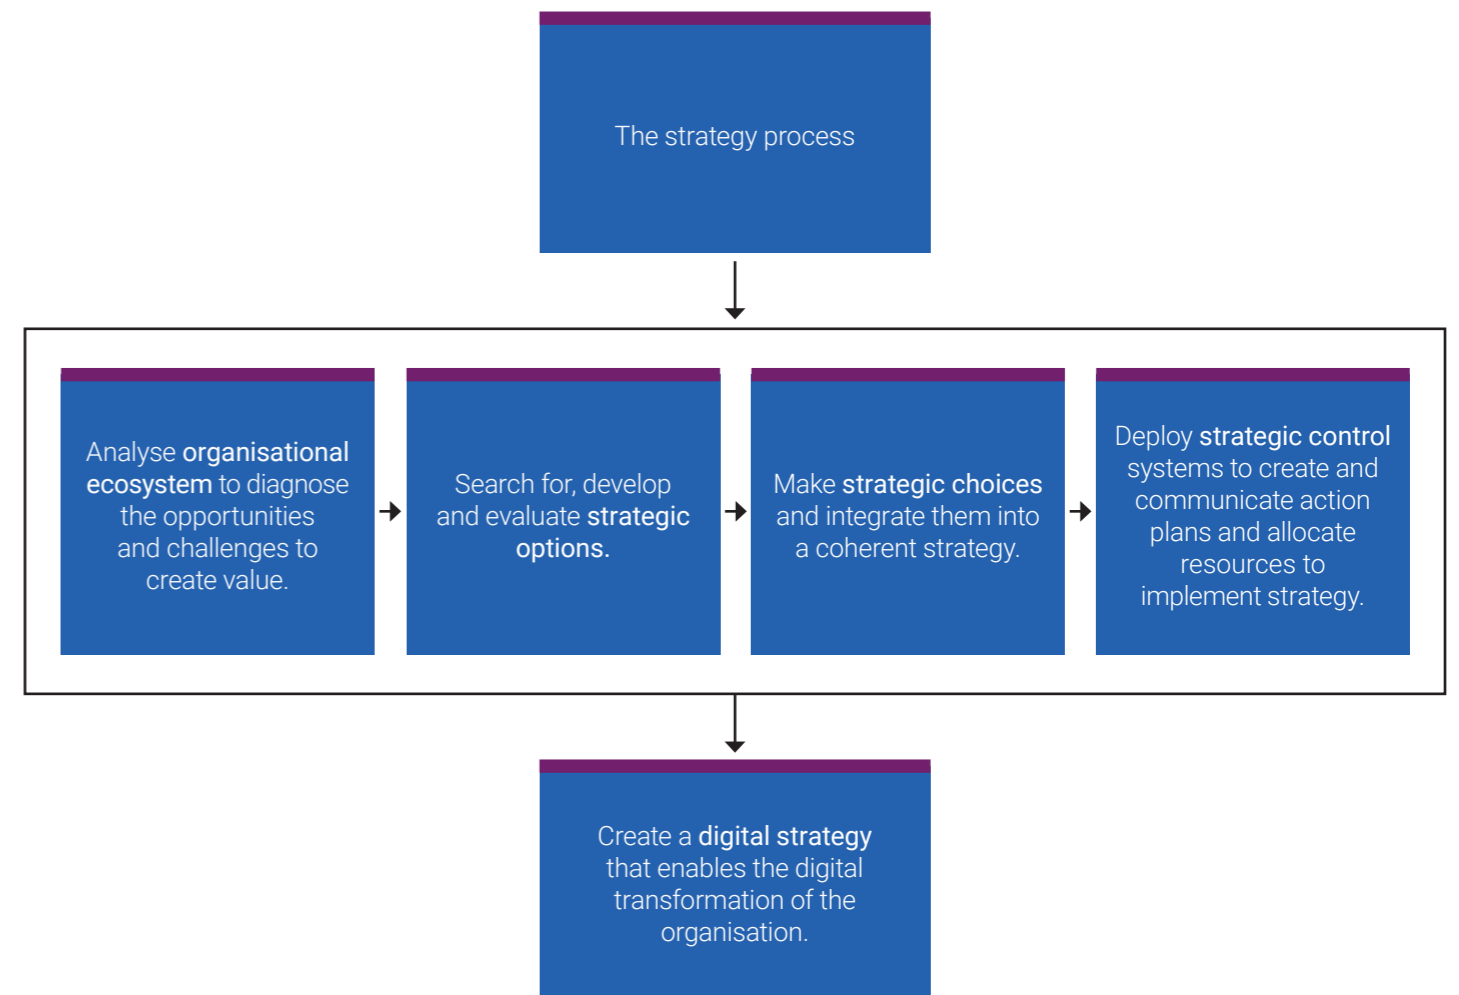 The strategy process
Analyse organisational
ecosystem to diagnose
the opportunities
and challenges to
create value.
Search for, develop
and evaluate strategic
options.
Make strategic choices
and integrate them into
a coherent strategy.
Deploy strategic control
systems to create and
communicate action
plans and allocate
resources to
implement strategy.
Create a digital strategy
that enables the digital
transformation of the
organisation.